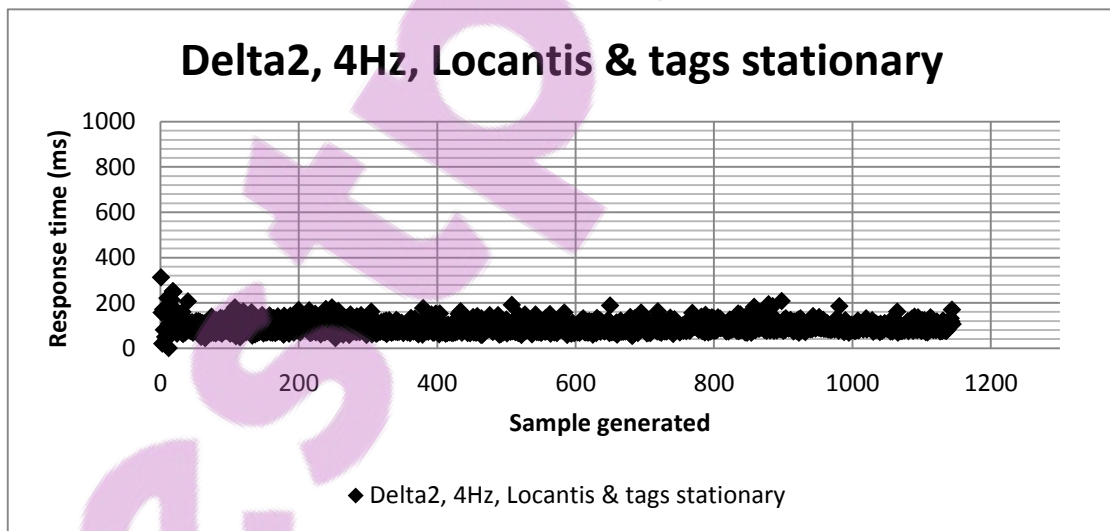 Delta2, 4Hz, Locantis & tags stationary
Response time (ms)
1000
800
600
400
200
0
0 200 400 600 800 1000 1200
Sample generated
Delta2, 4Hz, Locantis & tags stationary